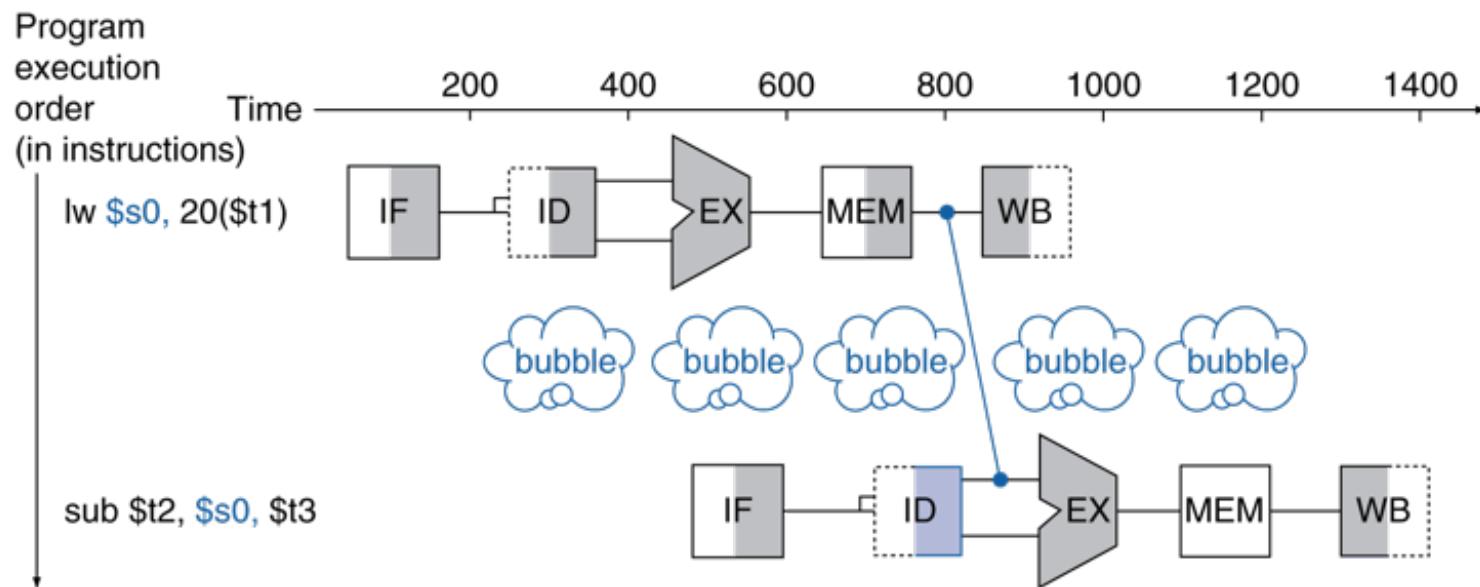 Program
execution
order
(in instructions)
Time
200 400 600 800 1000 1200 1400
lw $s0, 20($t1)
IF ID EX MEM WB
bubble bubble bubble bubble bubble
sub $t2, $s0, $t3
IF ID EX MEM WB